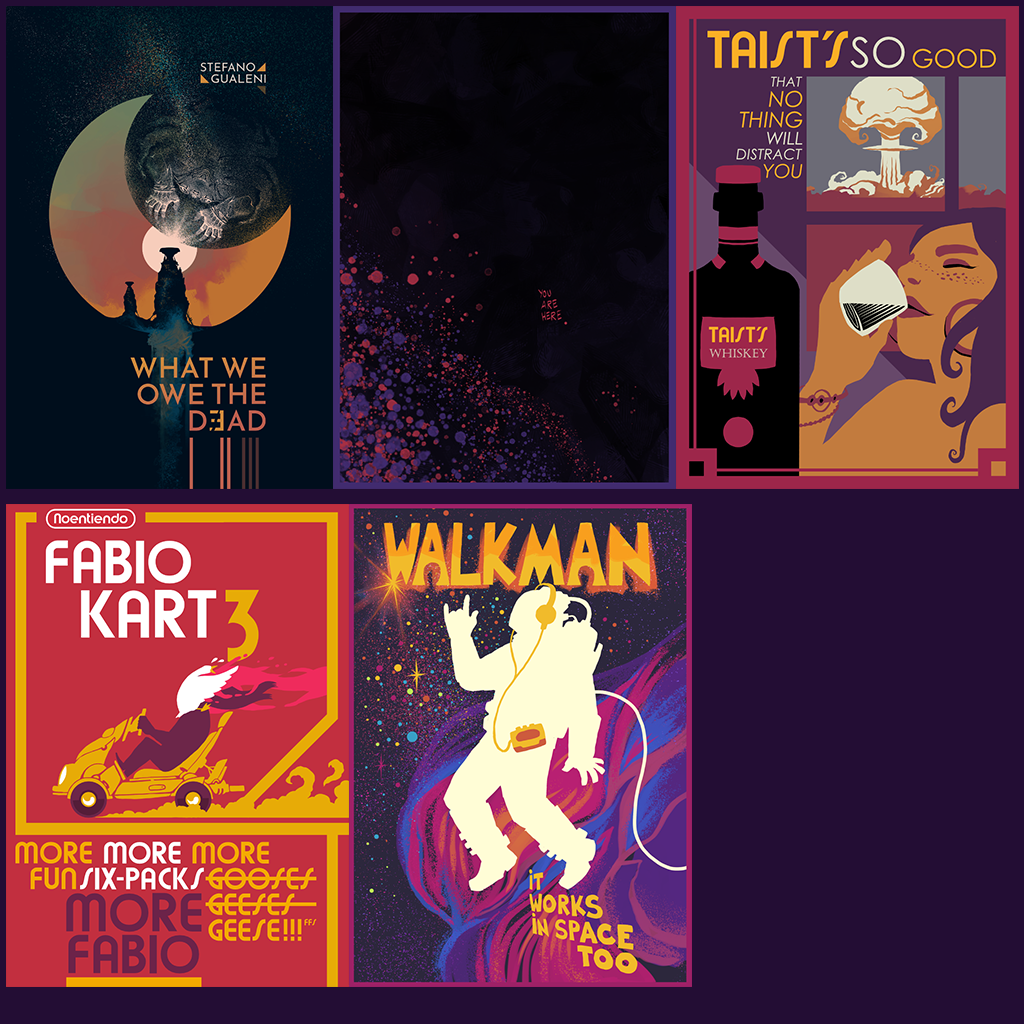 STEFANO
GUALENI
WHAT WE
OWE THE
DEAD
YOU
ARE
HERE
TAIST'S SO GOOD
THAT
NO
THING
WILL
DISTRACT
YOU
TAIST'S
WHISKEY
Noentiendo
FABIO
KART 3
MORE MORE MORE
FUN SIX-PACKS GOOSES
GEESES
GEESE!!! FFS
MORE
FABIO
WALKMAN
IT
WORKS
IN SPACE
TOO